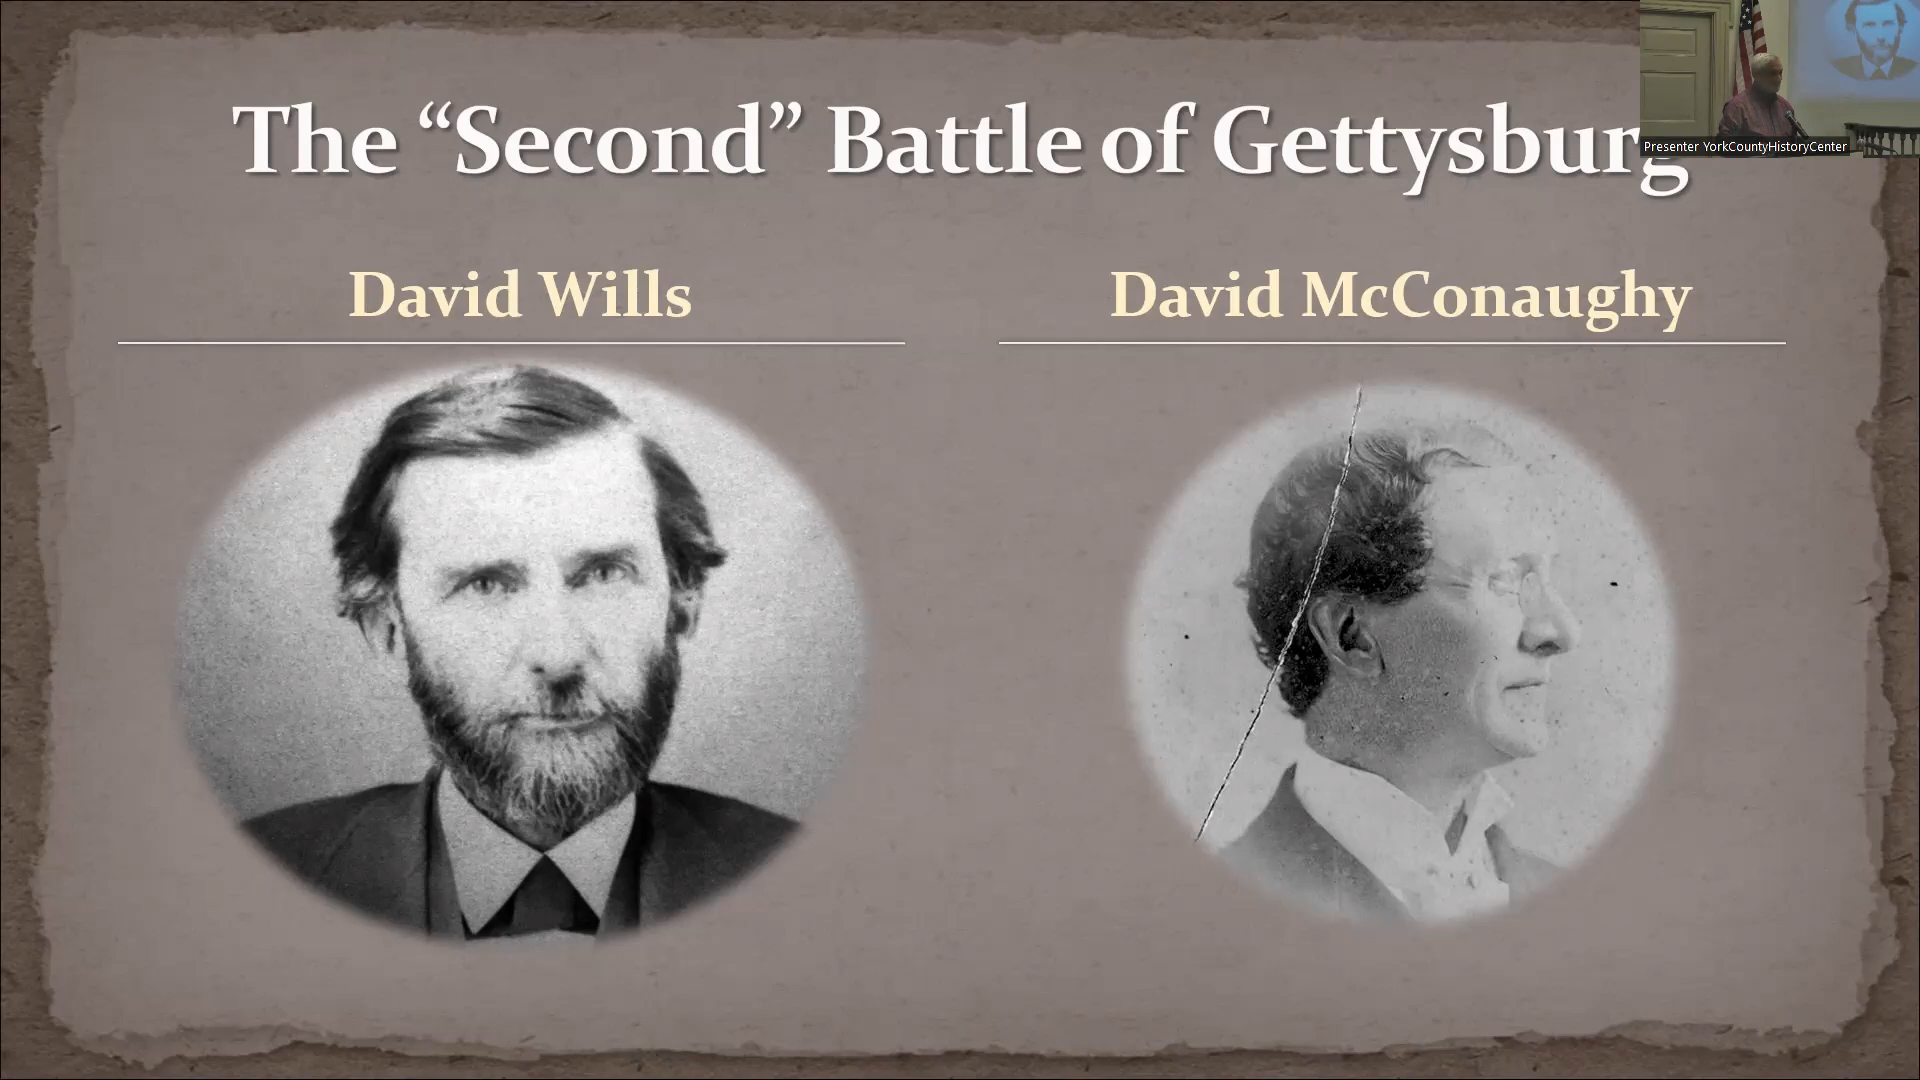 The “Second” Battle of Gettysburg
Presenter YorkCountyHistoryCenter
David Wills
David McConaughy